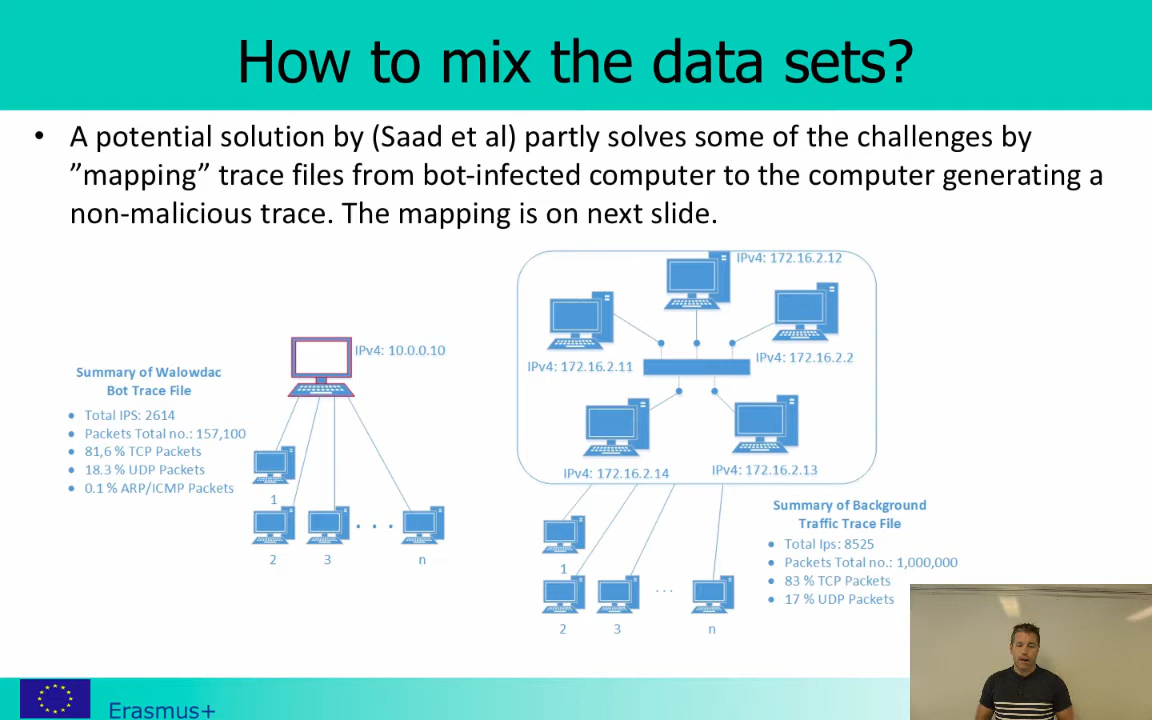 How to mix the data sets?
• A potential solution by (Saad et al) partly solves some of the challenges by
”mapping” trace files from bot-infected computer to the computer generating a
non-malicious trace. The mapping is on next slide.
IPv4: 10.0.0.10
Summary of Walowdac
Bot Trace File
• Total IPS: 2614
• Packets Total no.: 157,100
• 81,6 % TCP Packets
• 18.3 % UDP Packets
• 0.1 % ARP/ICMP Packets
1
2
3
. . .
n
IPv4: 172.16.2.12
IPv4: 172.16.2.11
IPv4: 172.16.2.2
IPv4: 172.16.2.14
IPv4: 172.16.2.13
1
2
3
...
n
Summary of Background
Traffic Trace File
• Total Ips: 8525
• Packets Total no.: 1,000,000
• 83 % TCP Packets
• 17 % UDP Packets
Erasmus+